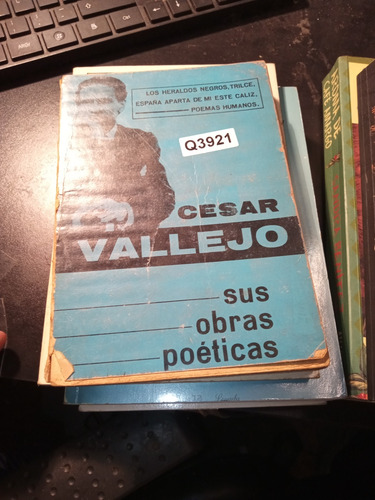 LOS HERALDOS NEGROS, TRILCE,
ESPAÑA APARTA DE MI ESTE CALIZ,
POEMAS HUMANOS,
Q3921
CESAR
VALLEJO
sus
obras
poéticas